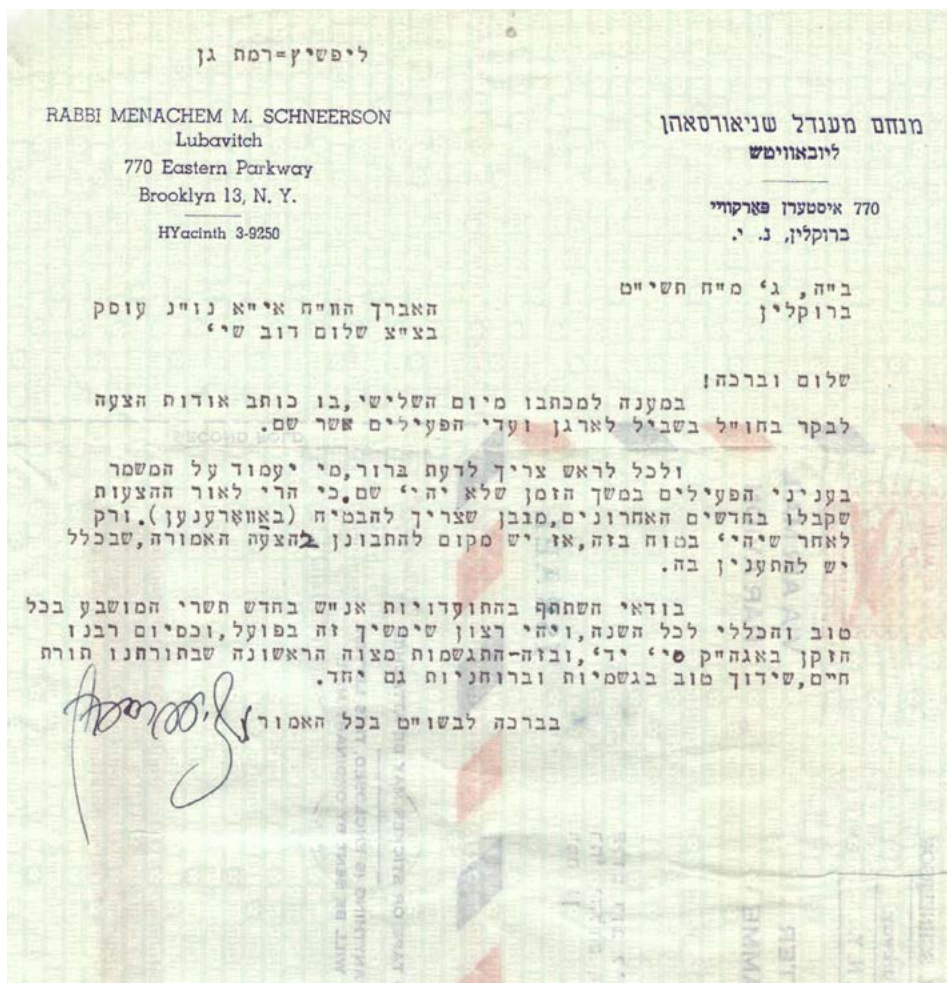 ליפשיץ=רמת גן
RABBI MENACHEM M. SCHNEERSON
Lubavitch
770 Eastern Parkway
Brooklyn 13, N. Y.
HYacinth 3-9250
מנחם מענדל שניאורסאהן
ליובאוויטש
770 איסטערן פארקוויי
ברוקלין, נ. י.
ב"ה, ג' מ"ח תשי"ט
ברוקלין
האברך הוו"ח אי"א נו"נ עוסק
בצ"צ שלום דוב שי'
שלום וברכה!
במענה למכתבו מיום השלישי,בו כותב אודות הצעה
לבקר בחו"ל בשביל לארגן ועדי הפעילים אשר שם.
ולכל לראש צריך לדעת ברור,מי יעמוד על המשמר
בעניני הפעילים במשך הזמן שלא יהי' שם.כי הרי לאור ההצעות
שקבלו בחדשים האחרונים,מובן שצריך להבטיח (באווארענען).ורק
לאחר שיהי' בטוח בזה,אז יש מקום להתבונן בהצעה האמורה,שבכלל
יש להתענין בה.
בודאי השתתף בהתועדויות אנ"ש בחדש תשרי המושבע בכל
טוב והכללי לכל השנה,ויהי רצון שימשיך זה בפועל,וכסיום רבנו
הזקן באגה"ק סי' יד',ובזה-התגשמות מצוה הראשונה שבתורתנו תורת
חיים,שידוך טוב בגשמיות וברוחניות גם יחד.
בברכה לבשו"ט בכל האמור